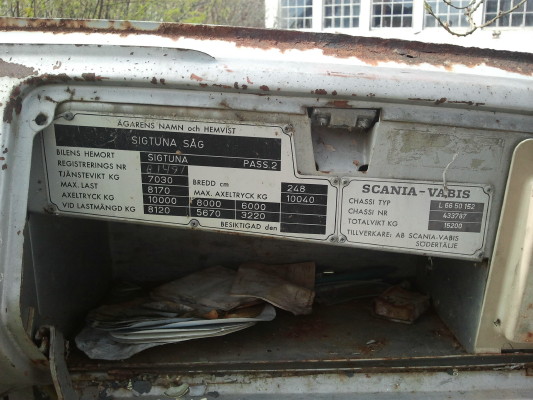 ÄGARENS NAMN och HEMVIST
SIGTUNA SÅG
BILENS HEMORT SIGTUNA PASS. 2
REGISTRERINGS NR
TJÄNSTEVIKT KG 7030 BREDD cm 248
MAX. LAST 8170 MAX. AXELTRYCK KG 10040
AXELTRYCK KG 10000 8000 6000
VID LASTMÄNGD KG 8120 5670 3220
BESIKTIGAD den
SCANIA-VABIS
CHASSI TYP L 66 50 152
CHASSI NR 433787
TOTALVIKT KG 15200
TILLVERKARE: AB SCANIA-VABIS
SÖDERTÄLJE